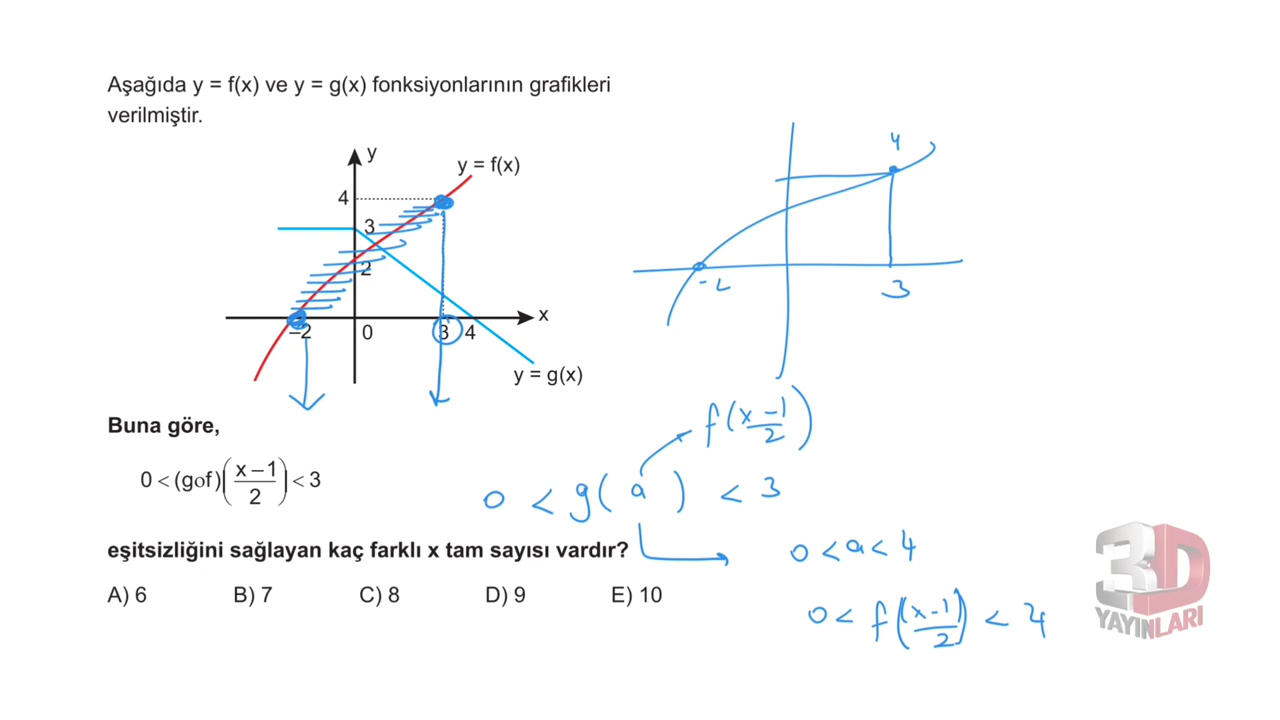 Aşağıda y = f(x) ve y = g(x) fonksiyonlarının grafikleri
verilmiştir.
y
y = f(x)
4
3
2
x
–2
0
3
4
y = g(x)
4
-2
3
Buna göre,
0 < (gof)((x – 1)/2) < 3
f((x-1)/2)
0 < g( a ) < 3
eşitsizliğini sağlayan kaç farklı x tam sayısı vardır?
0 < a < 4
A) 6 B) 7 C) 8 D) 9 E) 10
0 < f((x-1)/2) < 4
3D
YAYINLARI